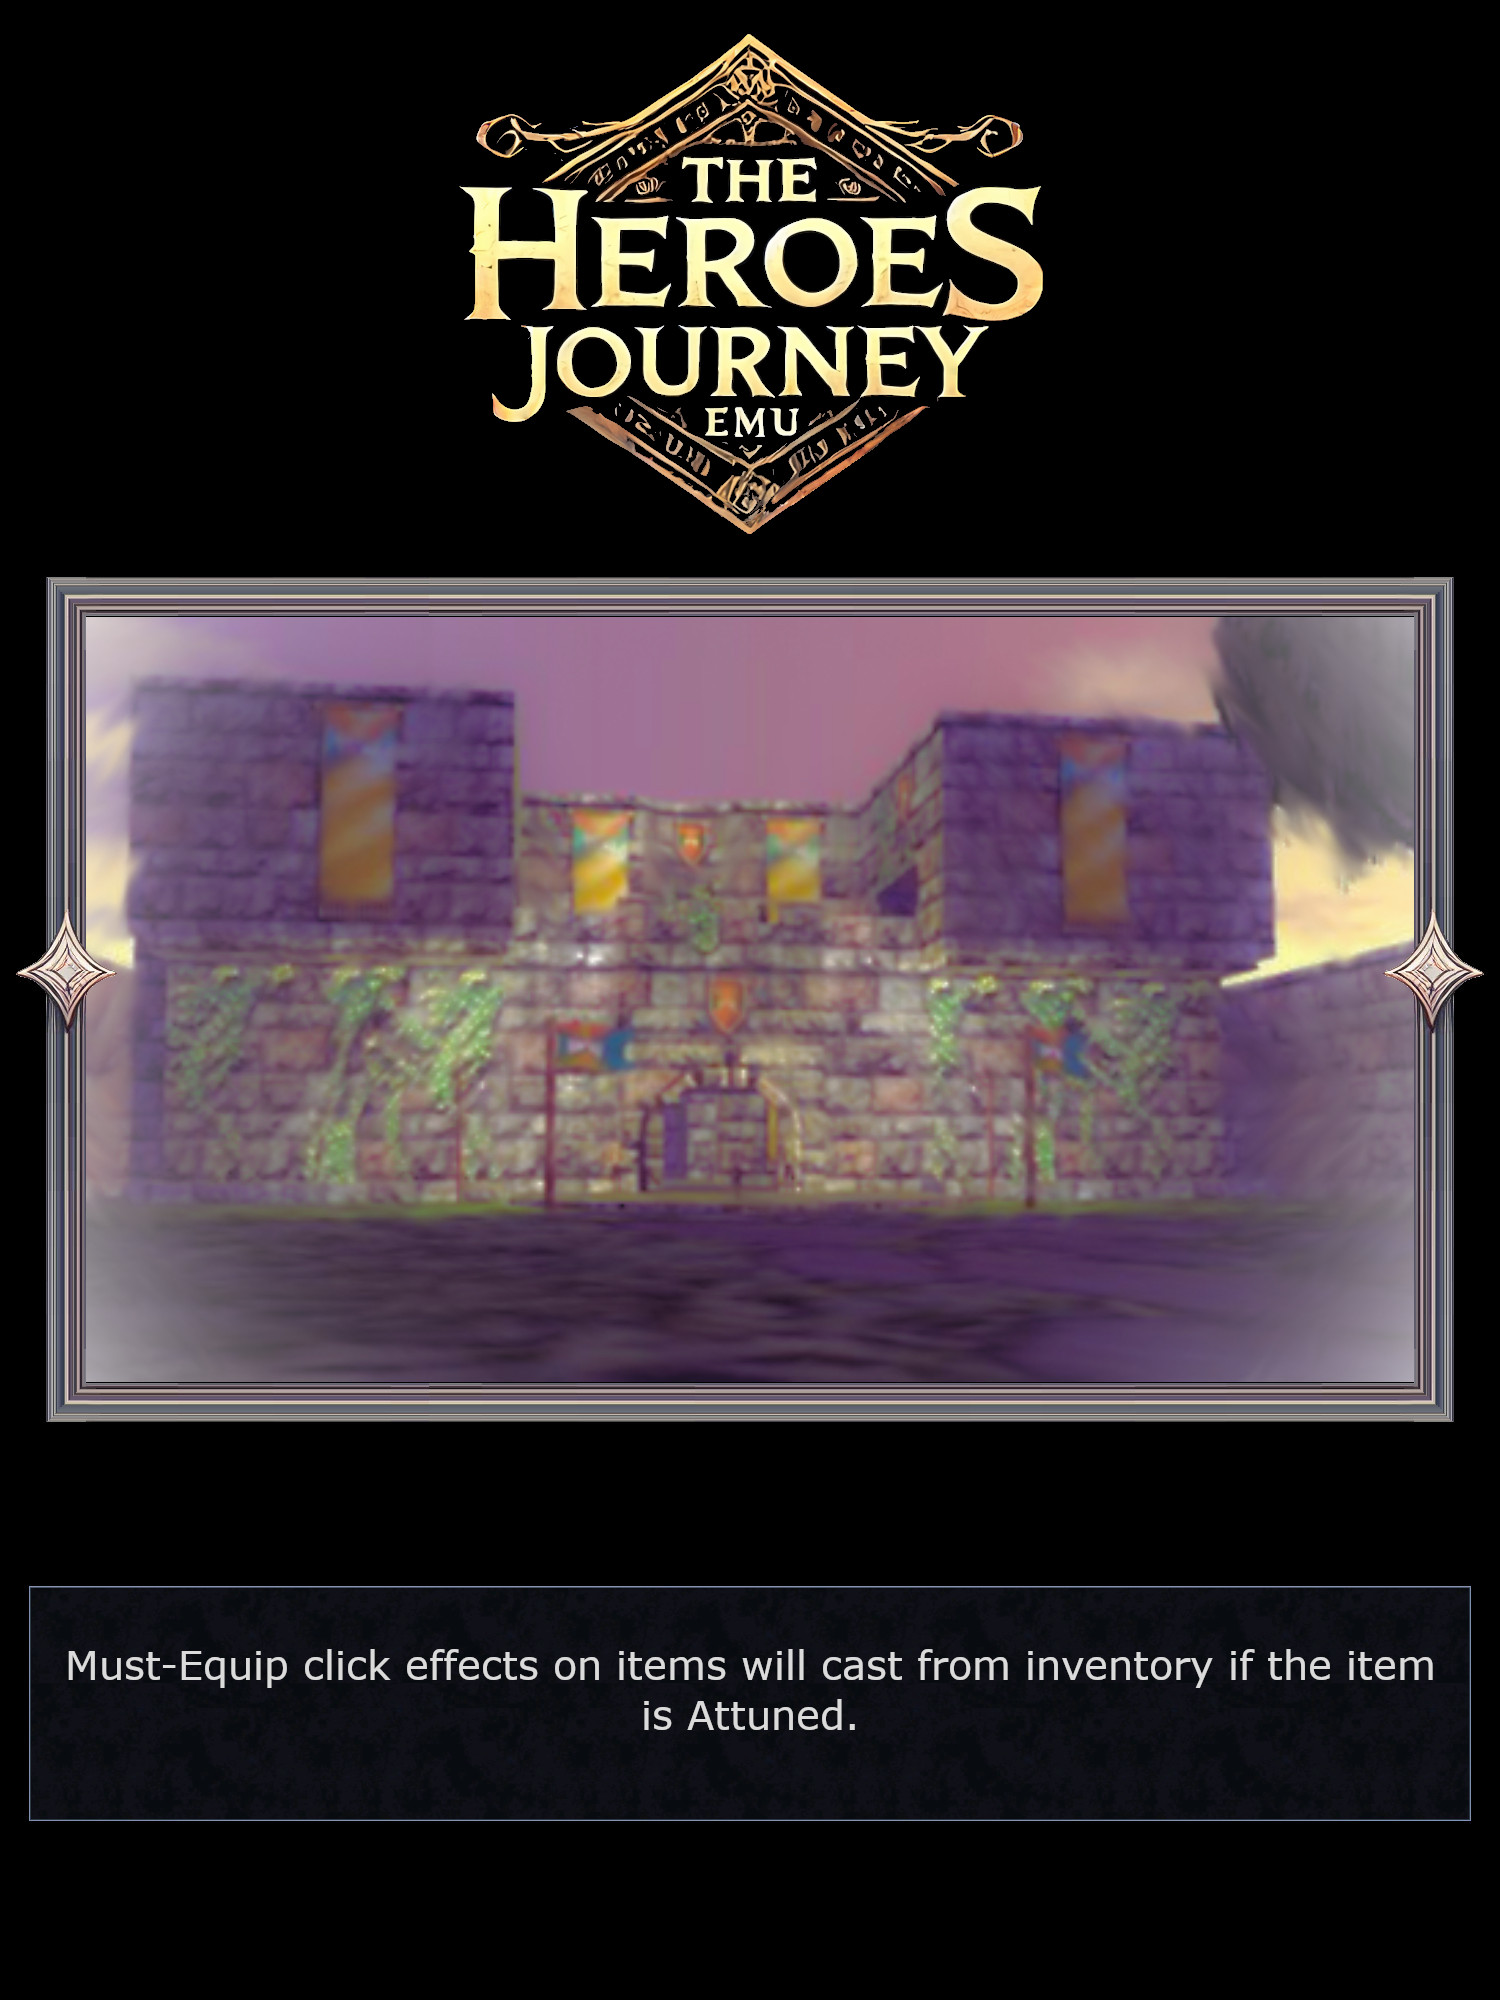 THE
HEROES
JOURNEY
EMU
Must-Equip click effects on items will cast from inventory if the item
is Attuned.